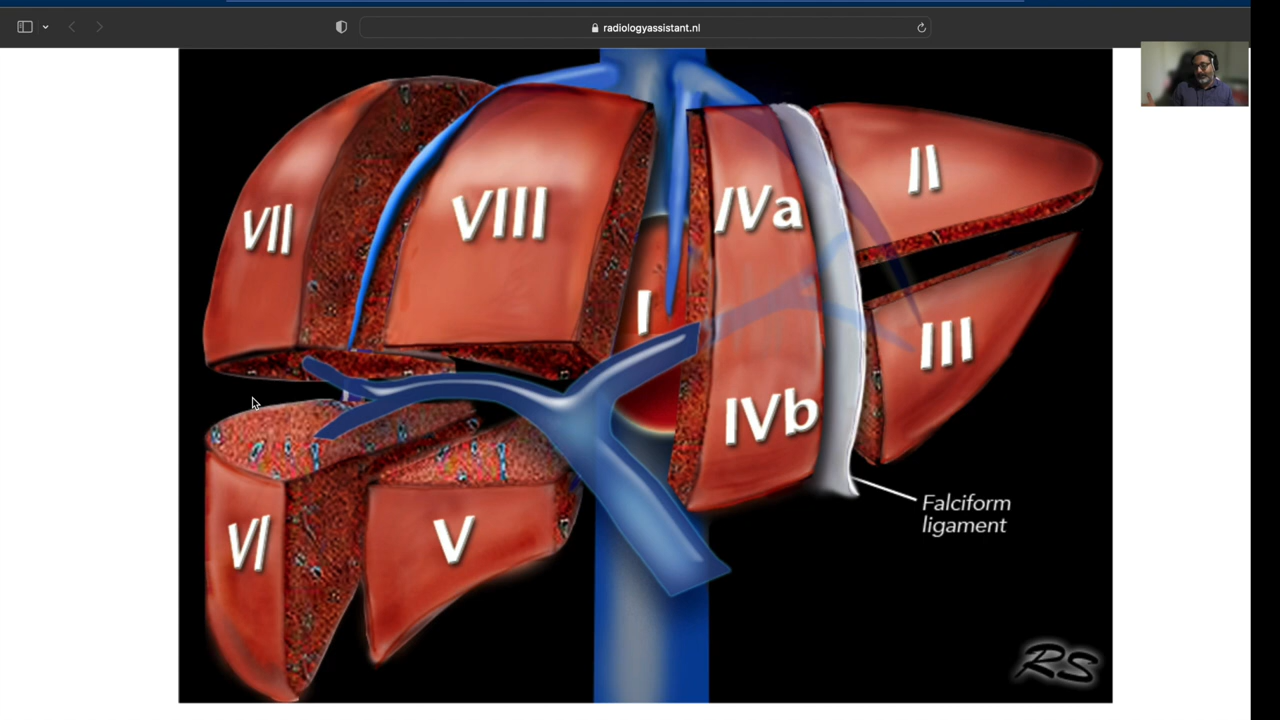 radiologyassistant.nl
II
IVa
VIII
VII
I
III
IVb
Falciform
ligament
V
VI
RS